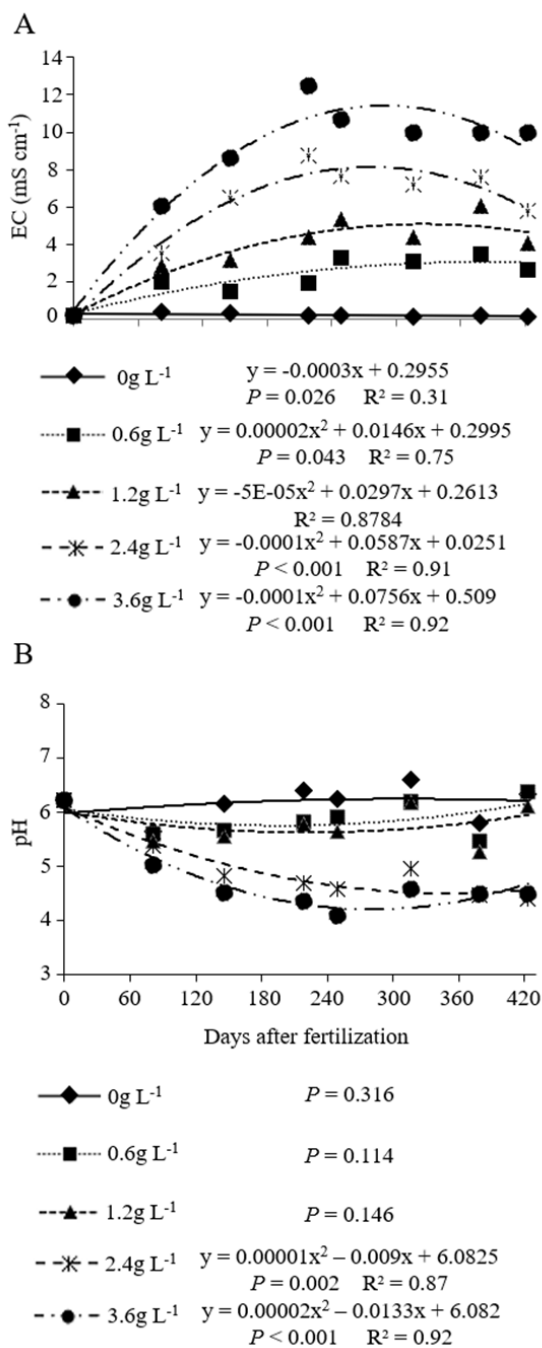 A
14
12
10
8
6
4
2
0
EC (mS cm⁻¹)
0g L⁻¹ y = -0.0003x + 0.2955
P = 0.026 R² = 0.31
0.6g L⁻¹ y = 0.00002x² + 0.0146x + 0.2995
P = 0.043 R² = 0.75
1.2g L⁻¹ y = -5E-05x² + 0.0297x + 0.2613
R² = 0.8784
2.4g L⁻¹ y = -0.0001x² + 0.0587x + 0.0251
P < 0.001 R² = 0.91
3.6g L⁻¹ y = -0.0001x² + 0.0756x + 0.509
P < 0.001 R² = 0.92
B
8
7
6
5
4
3
pH
0 60 120 180 240 300 360 420
Days after fertilization
0g L⁻¹ P = 0.316
0.6g L⁻¹ P = 0.114
1.2g L⁻¹ P = 0.146
2.4g L⁻¹ y = 0.00001x² – 0.009x + 6.0825
P = 0.002 R² = 0.87
3.6g L⁻¹ y = 0.00002x² – 0.0133x + 6.082
P < 0.001 R² = 0.92